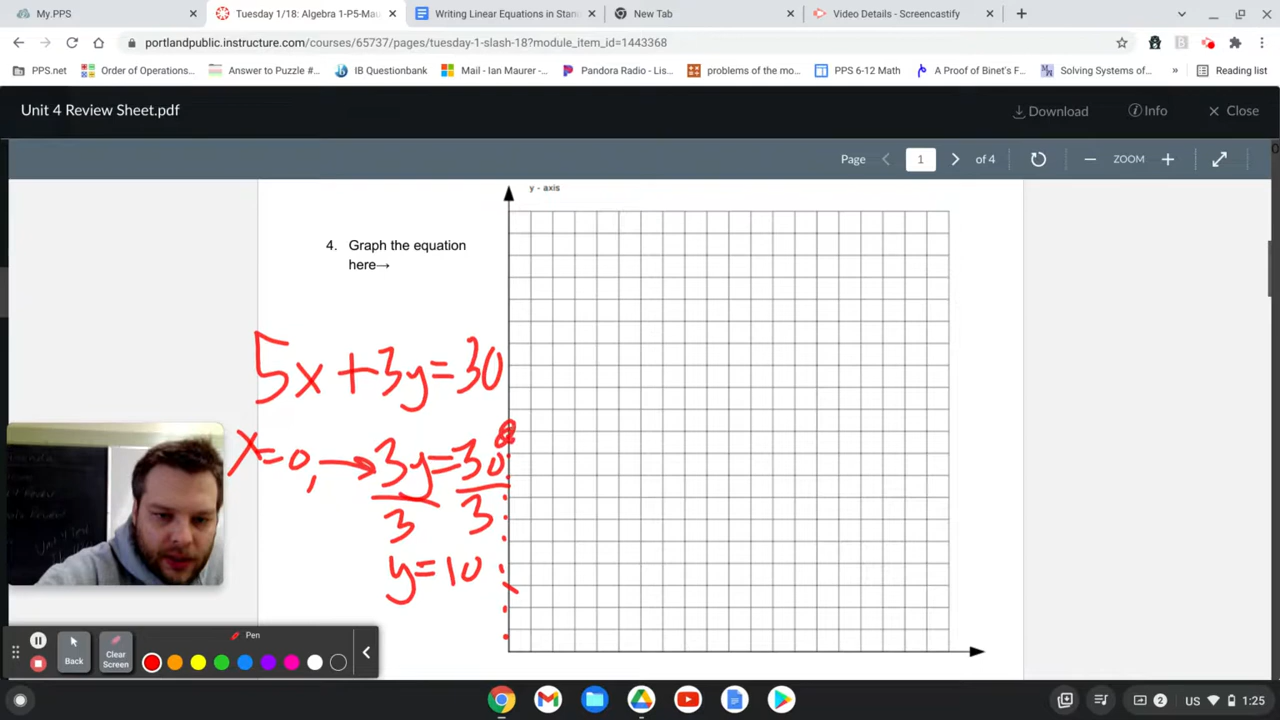 My.PPS
Tuesday 1/18: Algebra 1-P5-Mau
Writing Linear Equations in Stan
New Tab
Video Details - Screencastify
portlandpublic.instructure.com/courses/65737/pages/tuesday-1-slash-18?module_item_id=1443368
PPS.net
Order of Operations...
Answer to Puzzle #...
IB Questionbank
Mail - Ian Maurer -...
Pandora Radio - Lis...
problems of the mo...
PPS 6-12 Math
A Proof of Binet's F...
Solving Systems of...
Reading list
Unit 4 Review Sheet.pdf
Download
Info
Close
Page 1 of 4
ZOOM
y - axis
4. Graph the equation
here→
5x+3y=30
x=0, → 3y=30
3 3
y=10
Pen
Back
Clear
Screen
2
US
1:25